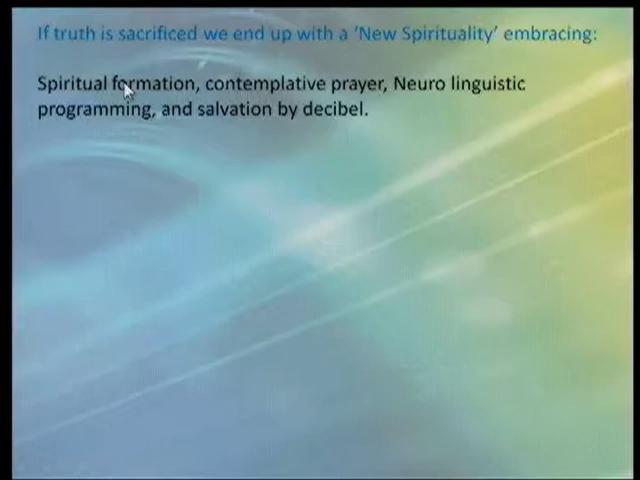 If truth is sacrificed we end up with a ‘New Spirituality’ embracing:
Spiritual formation, contemplative prayer, Neuro linguistic
programming, and salvation by decibel.